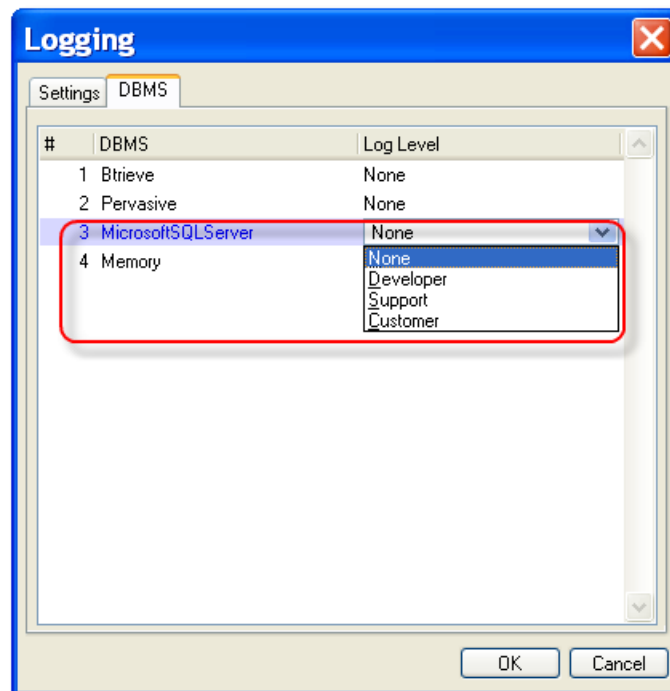 Logging
Settings DBMS
# DBMS Log Level
1 Btrieve None
2 Pervasive None
3 MicrosoftSQLServer None
4 Memory
None
Developer
Support
Customer
OK Cancel